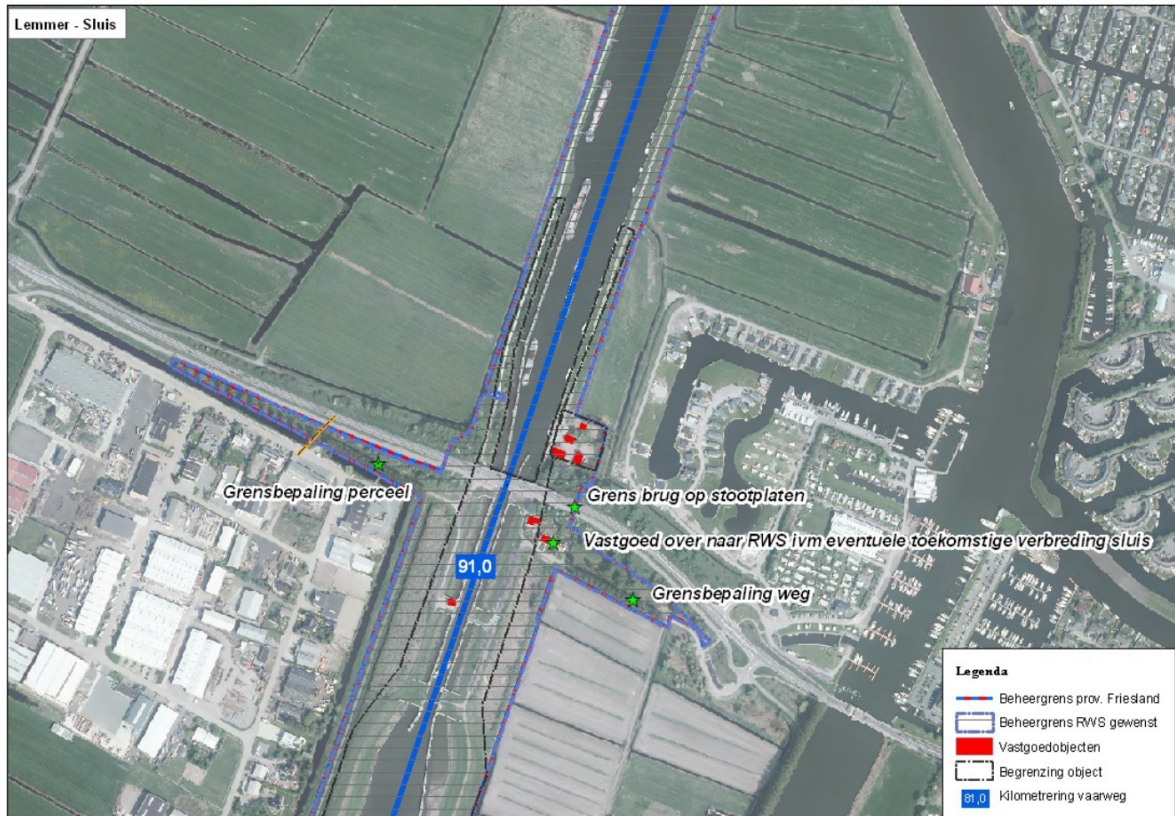 Lemmer - Sluis
Grensbepaling perceel
Grens brug op stootplaten
Vastgoed over naar RWS ivm eventuele toekomstige verbreding sluis
91,0
Grensbepaling weg
Legenda
Beheergrens prov. Friesland
Beheergrens RWS gewenst
Vastgoedobjecten
Begrenzing object
81,0 Kilometrering vaarweg